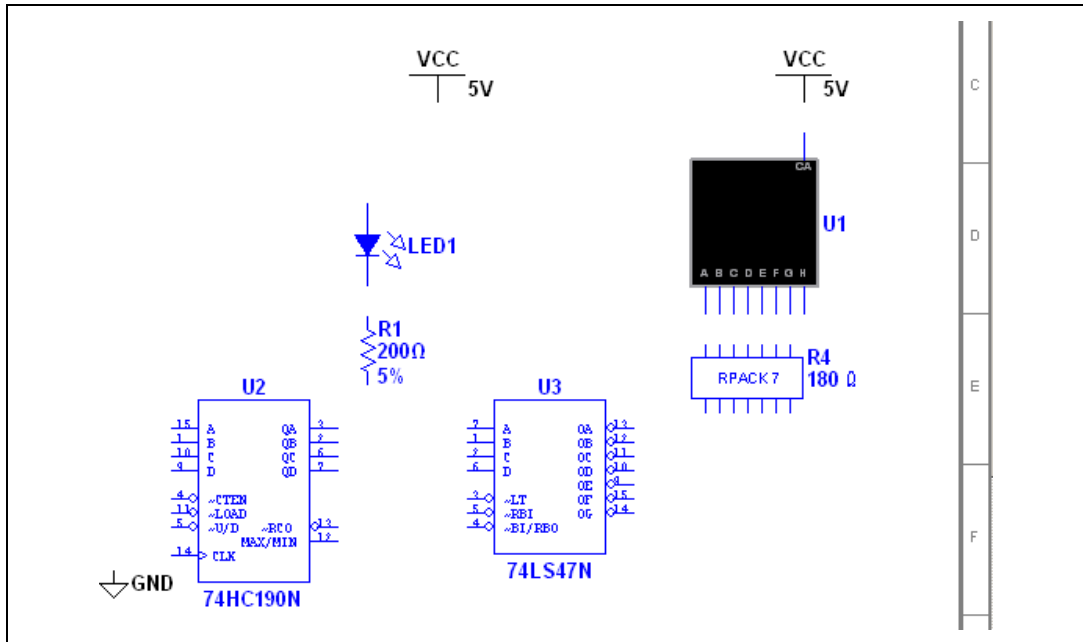 VCC
5V
VCC
5V
C
CA
U1
D
LED1
A B C D E F G H
R1
200Ω
5%
R4
180 Ω
RPACK 7
E
U2
U3
15 A QA 3
1 B QB 2
10 C QC 6
9 D QD 7
4 ~CTEN
11 ~LOAD
5 ~U/D ~RCO 13
MAX/MIN 12
14 CLK
74HC190N
7 A OA 13
1 B OB 12
2 C OC 11
6 D OD 10
OE 9
3 ~LT OF 15
5 ~RBI OG 14
4 ~BI/RBO
74LS47N
F
GND